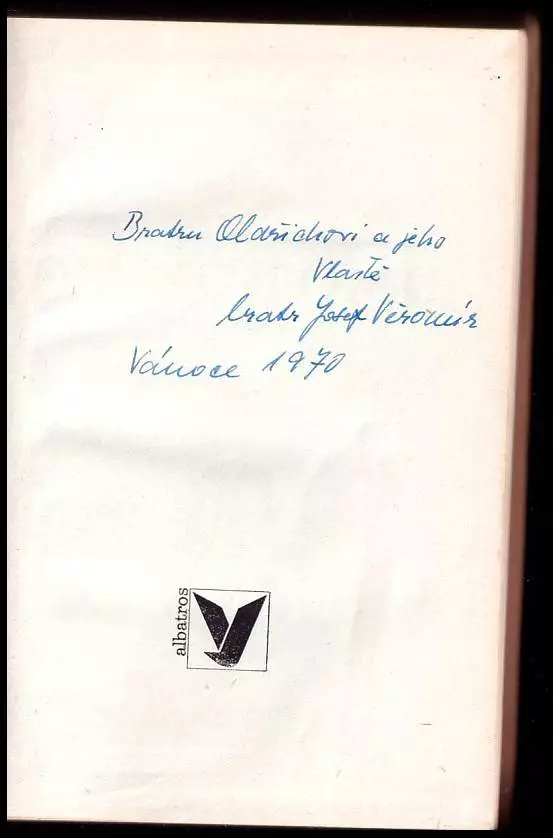 Bratru Oldřichovi a jeho
Vlastě
bratr Josef Věromír
Vánoce 1970
albatros